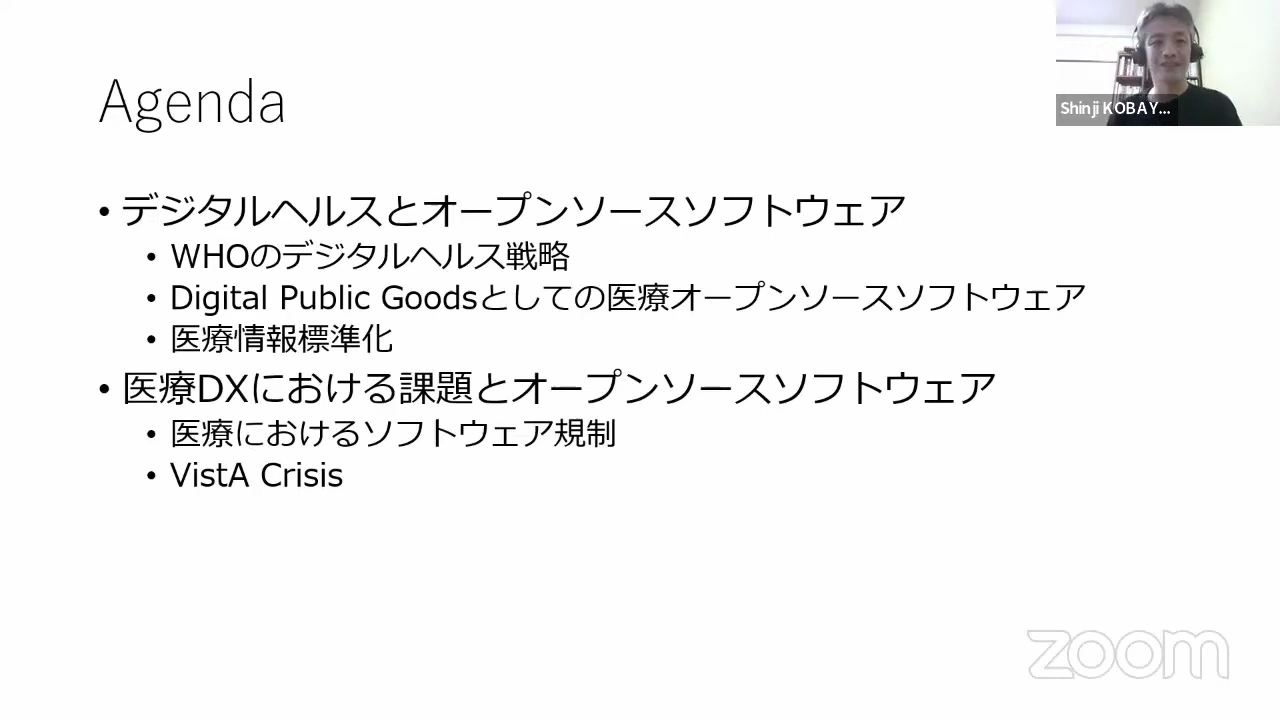 Agenda
Shinji KOBAY...
• デジタルヘルスとオープンソースソフトウェア
• WHOのデジタルヘルス戦略
• Digital Public Goodsとしての医療オープンソースソフトウェア
• 医療情報標準化
• 医療DXにおける課題とオープンソースソフトウェア
• 医療におけるソフトウェア規制
• VistA Crisis
zoom